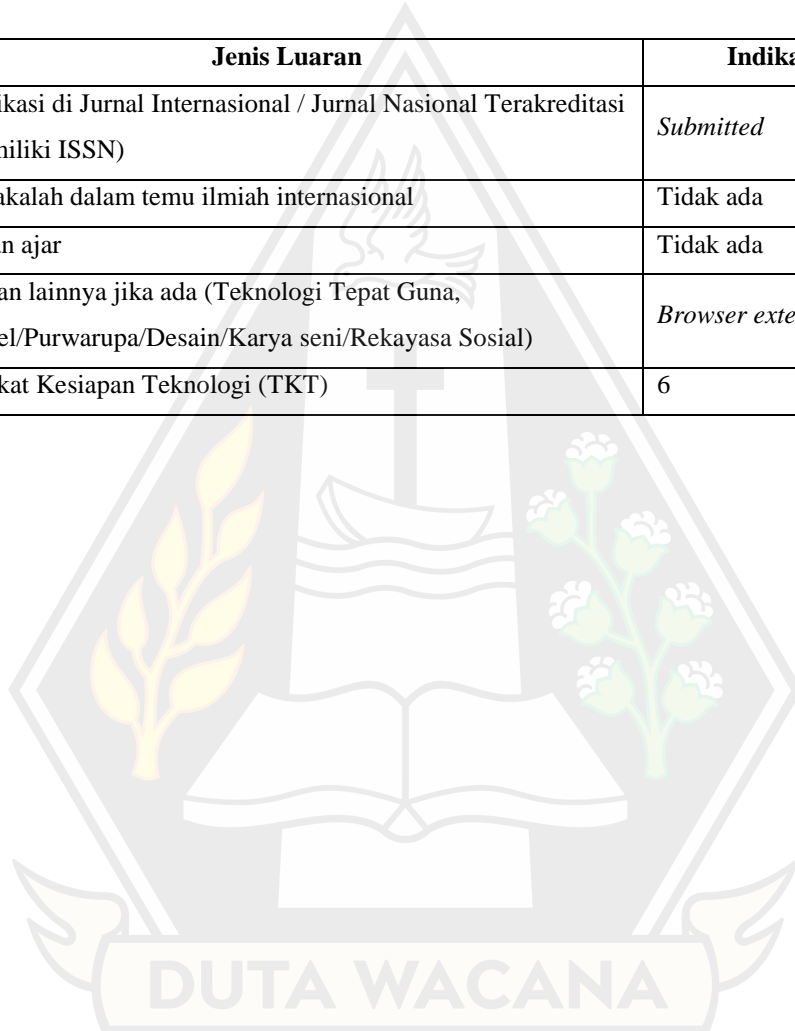 Jenis Luaran Indika
ikasi di Jurnal Internasional / Jurnal Nasional Terakreditasi
niliki ISSN)
Submitted
akalah dalam temu ilmiah internasional Tidak ada
n ajar Tidak ada
an lainnya jika ada (Teknologi Tepat Guna,
el/Purwarupa/Desain/Karya seni/Rekayasa Sosial)
Browser exte
kat Kesiapan Teknologi (TKT) 6
DUTA WACANA